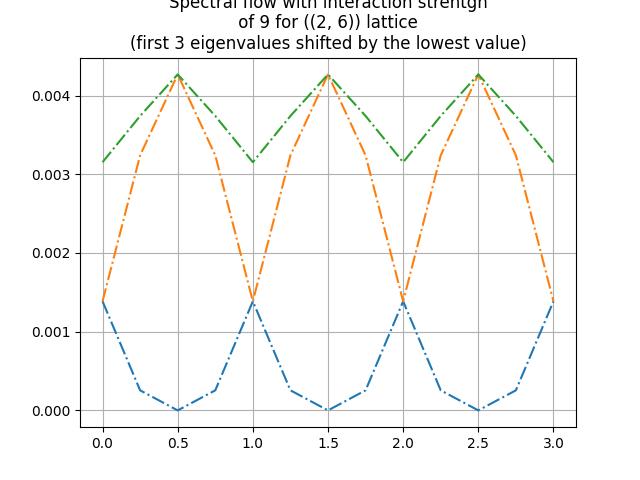 Spectral flow with interaction strentgh
of 9 for ((2, 6)) lattice
(first 3 eigenvalues shifted by the lowest value)
0.004
0.003
0.002
0.001
0.000
0.0 0.5 1.0 1.5 2.0 2.5 3.0